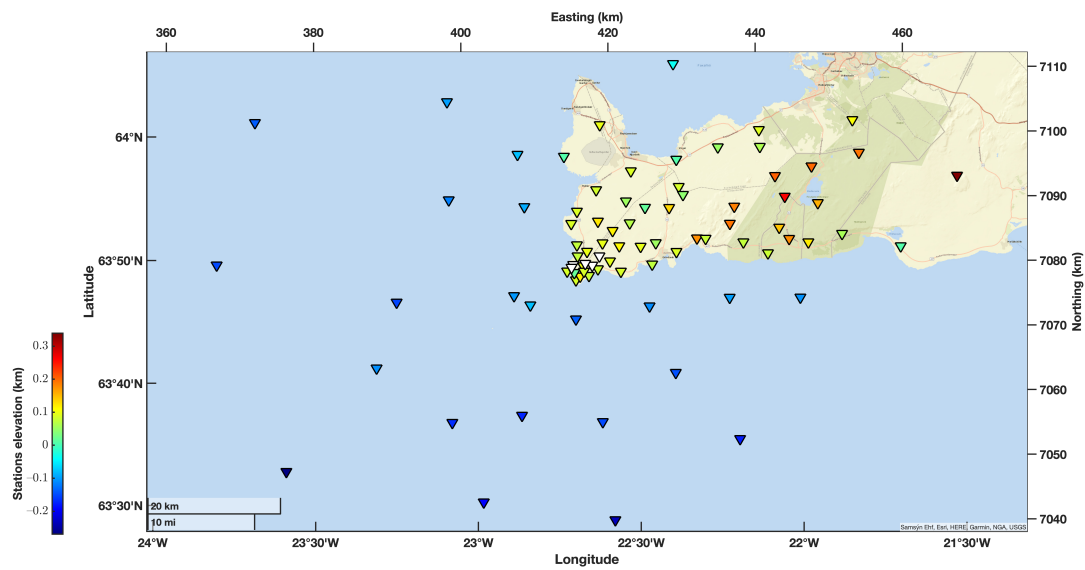 Easting (km)
360 380 400 420 440 460
7110
7100
7090
7080
7070
7060
7050
7040
Northing (km)
64°N
63°50'N
63°40'N
63°30'N
Latitude
0.3
0.2
0.1
0
−0.1
−0.2
Stations elevation (km)
20 km
10 mi
Samsýn Ehf, Esri, HERE, Garmin, NGA, USGS
24°W 23°30'W 23°W 22°30'W 22°W 21°30'W
Longitude